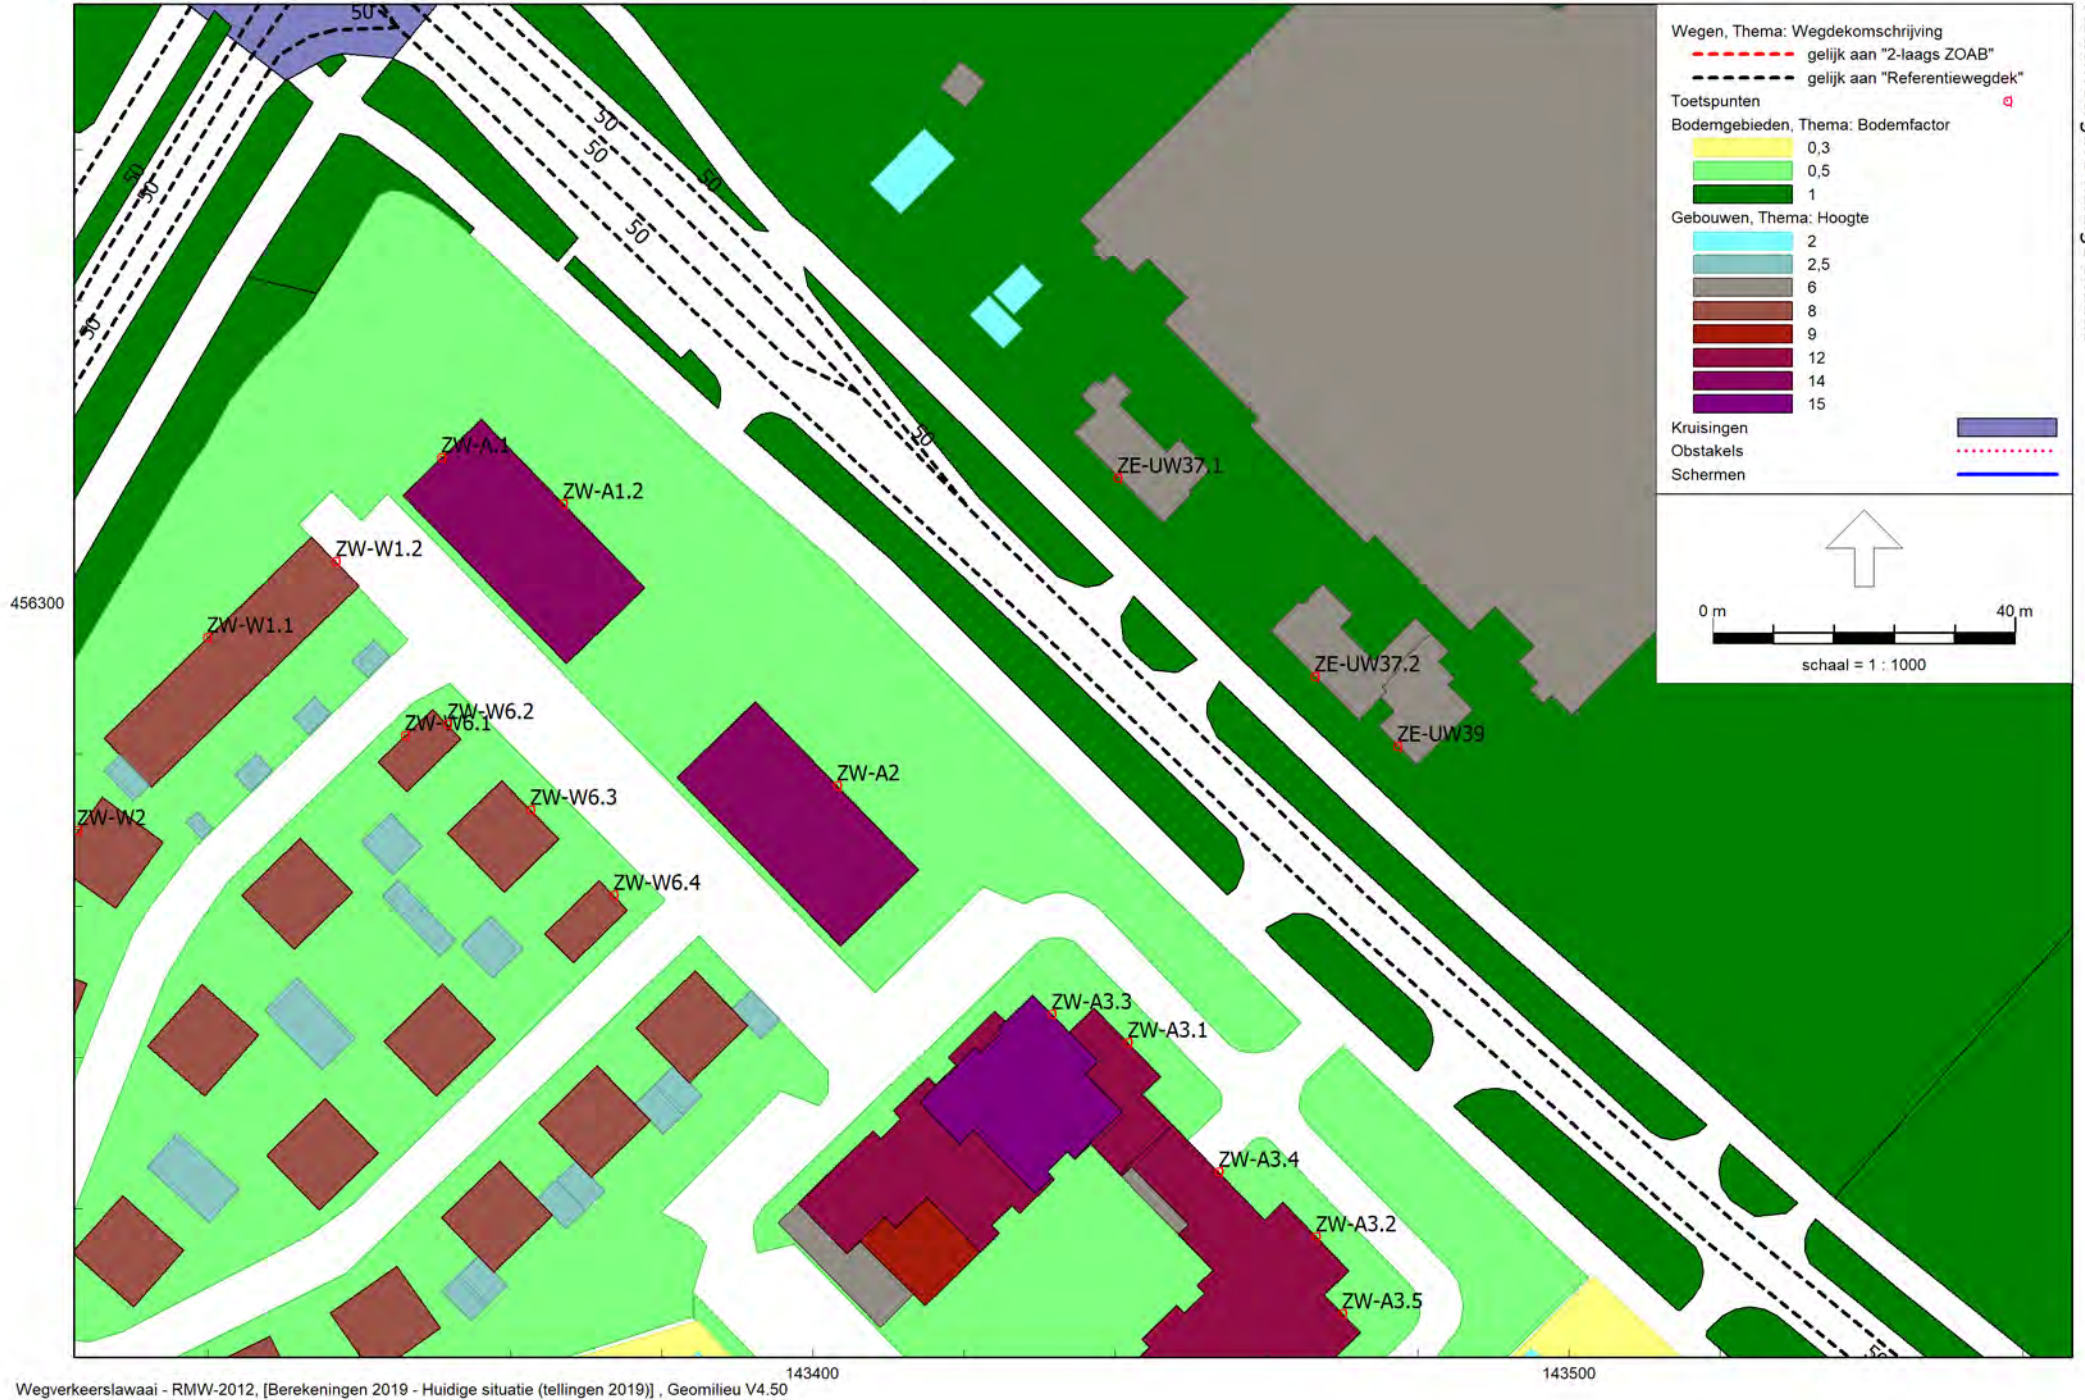 50
50
50
50
50
50
50
50
50
50
ZW-A.1
ZW-A1.2
ZE-UW37.1
ZW-W1.2
ZW-W1.1
ZE-UW37.2
ZW-W6.2
ZW-W6.1
ZE-UW39
ZW-A2
ZW-W6.3
ZW-W2
ZW-W6.4
ZW-A3.3
ZW-A3.1
ZW-A3.4
ZW-A3.2
ZW-A3.5
456300
143400
143500
Wegen, Thema: Wegdekomschrijving
gelijk aan "2-laags ZOAB"
gelijk aan "Referentiewegdek"
Toetspunten
Bodemgebieden, Thema: Bodemfactor
0,3
0,5
1
Gebouwen, Thema: Hoogte
2
2,5
6
8
9
12
14
15
Kruisingen
Obstakels
Schermen
0 m 40 m
schaal = 1 : 1000
Wegverkeerslawaai - RMW-2012, [Berekeningen 2019 - Huidige situatie (tellingen 2019)] , Geomilieu V4.50